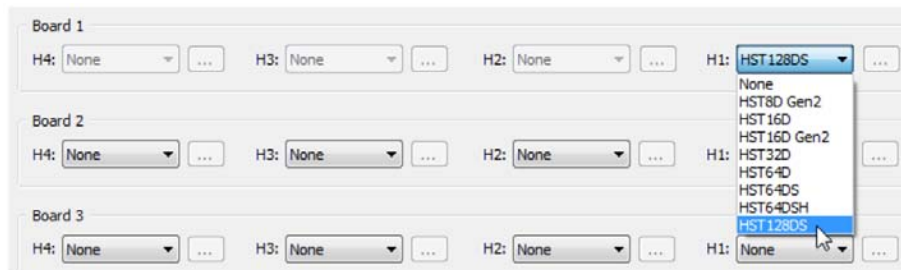 Board 1
H4: None ... H3: None ... H2: None ... H1: HST128DS ...
None
HST8D Gen2
HST16D
HST16D Gen2
HST32D
HST64D
HST64DS
HST64DSH
HST128DS
Board 2
H4: None ... H3: None ... H2: None ... H1: ...
Board 3
H4: None ... H3: None ... H2: None ... H1: None ...